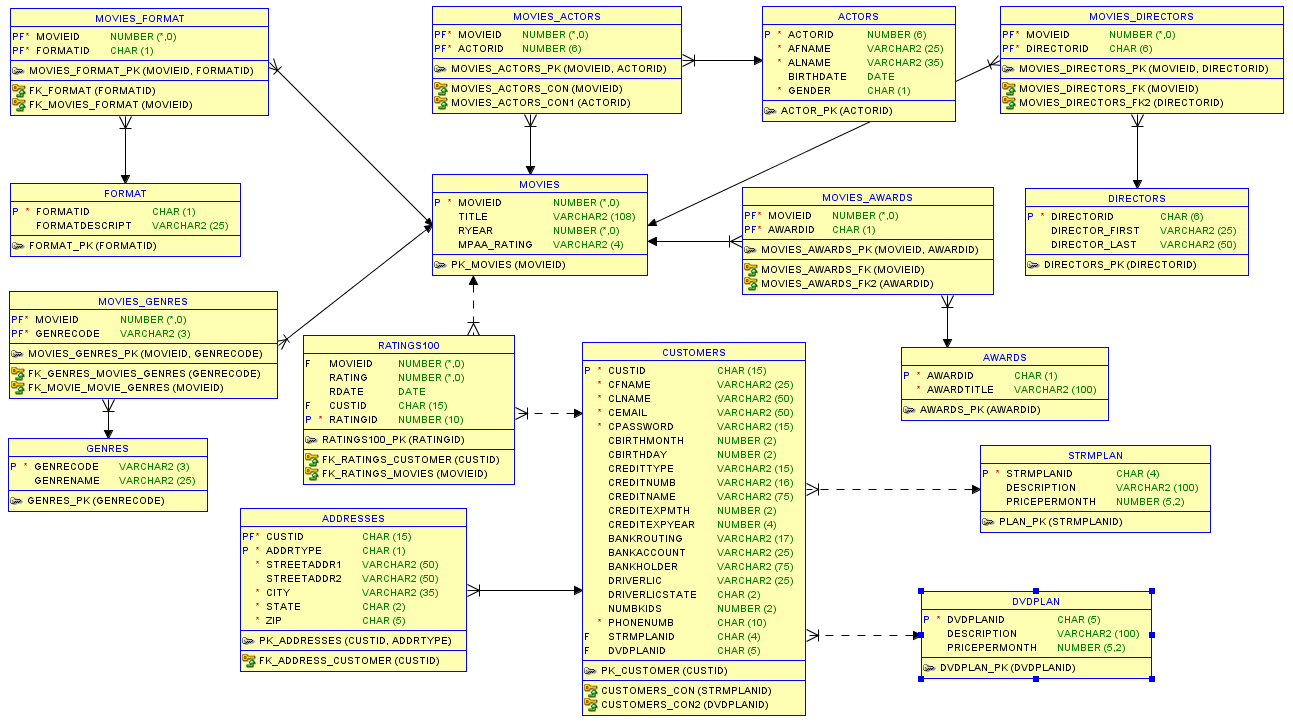 MOVIES_FORMAT
PF* MOVIEID NUMBER (*,0)
PF* FORMATID CHAR (1)
MOVIES_FORMAT_PK (MOVIEID, FORMATID)
FK_FORMAT (FORMATID)
FK_MOVIES_FORMAT (MOVIEID)
MOVIES_ACTORS
PF* MOVIEID NUMBER (*,0)
PF* ACTORID NUMBER (6)
MOVIES_ACTORS_PK (MOVIEID, ACTORID)
MOVIES_ACTORS_CON (MOVIEID)
MOVIES_ACTORS_CON1 (ACTORID)
ACTORS
P * ACTORID NUMBER (6)
* AFNAME VARCHAR2 (25)
* ALNAME VARCHAR2 (35)
BIRTHDATE DATE
* GENDER CHAR (1)
ACTOR_PK (ACTORID)
MOVIES_DIRECTORS
PF* MOVIEID NUMBER (*,0)
PF* DIRECTORID CHAR (6)
MOVIES_DIRECTORS_PK (MOVIEID, DIRECTORID)
MOVIES_DIRECTORS_FK (MOVIEID)
MOVIES_DIRECTORS_FK2 (DIRECTORID)
FORMAT
P * FORMATID CHAR (1)
FORMATDESCRIPT VARCHAR2 (25)
FORMAT_PK (FORMATID)
MOVIES
P * MOVIEID NUMBER (*,0)
TITLE VARCHAR2 (108)
RYEAR NUMBER (*,0)
MPAA_RATING VARCHAR2 (4)
PK_MOVIES (MOVIEID)
MOVIES_AWARDS
PF* MOVIEID NUMBER (*,0)
PF* AWARDID CHAR (1)
MOVIES_AWARDS_PK (MOVIEID, AWARDID)
MOVIES_AWARDS_FK (MOVIEID)
MOVIES_AWARDS_FK2 (AWARDID)
DIRECTORS
P * DIRECTORID CHAR (6)
DIRECTOR_FIRST VARCHAR2 (25)
DIRECTOR_LAST VARCHAR2 (50)
DIRECTORS_PK (DIRECTORID)
MOVIES_GENRES
PF* MOVIEID NUMBER (*,0)
PF* GENRECODE VARCHAR2 (3)
MOVIES_GENRES_PK (MOVIEID, GENRECODE)
FK_GENRES_MOVIES_GENRES (GENRECODE)
FK_MOVIE_MOVIE_GENRES (MOVIEID)
RATINGS100
F MOVIEID NUMBER (*,0)
RATING NUMBER (*,0)
RDATE DATE
F CUSTID CHAR (15)
P * RATINGID NUMBER (10)
RATINGS100_PK (RATINGID)
FK_RATINGS_CUSTOMER (CUSTID)
FK_RATINGS_MOVIES (MOVIEID)
CUSTOMERS
P * CUSTID CHAR (15)
* CFNAME VARCHAR2 (25)
* CLNAME VARCHAR2 (50)
* CEMAIL VARCHAR2 (50)
* CPASSWORD VARCHAR2 (15)
CBIRTHMONTH NUMBER (2)
CBIRTHDAY NUMBER (2)
CREDITTYPE VARCHAR2 (15)
CREDITNUMB VARCHAR2 (16)
CREDITNAME VARCHAR2 (75)
CREDITEXPMTH NUMBER (2)
CREDITEXPYEAR NUMBER (4)
BANKROUTING VARCHAR2 (17)
BANKACCOUNT VARCHAR2 (25)
BANKHOLDER VARCHAR2 (75)
DRIVERLIC VARCHAR2 (25)
DRIVERLICSTATE CHAR (2)
NUMBKIDS NUMBER (2)
* PHONENUMB CHAR (10)
F STRMPLANID CHAR (4)
F DVDPLANID CHAR (5)
PK_CUSTOMER (CUSTID)
CUSTOMERS_CON (STRMPLANID)
CUSTOMERS_CON2 (DVDPLANID)
AWARDS
P * AWARDID CHAR (1)
* AWARDTITLE VARCHAR2 (100)
AWARDS_PK (AWARDID)
GENRES
P * GENRECODE VARCHAR2 (3)
GENRENAME VARCHAR2 (25)
GENRES_PK (GENRECODE)
STRMPLAN
P * STRMPLANID CHAR (4)
DESCRIPTION VARCHAR2 (100)
PRICEPERMONTH NUMBER (5,2)
PLAN_PK (STRMPLANID)
ADDRESSES
PF* CUSTID CHAR (15)
P * ADDRTYPE CHAR (1)
* STREETADDR1 VARCHAR2 (50)
STREETADDR2 VARCHAR2 (50)
* CITY VARCHAR2 (35)
* STATE CHAR (2)
* ZIP CHAR (5)
PK_ADDRESSES (CUSTID, ADDRTYPE)
FK_ADDRESS_CUSTOMER (CUSTID)
DVDPLAN
P * DVDPLANID CHAR (5)
DESCRIPTION VARCHAR2 (100)
PRICEPERMONTH NUMBER (5,2)
DVDPLAN_PK (DVDPLANID)